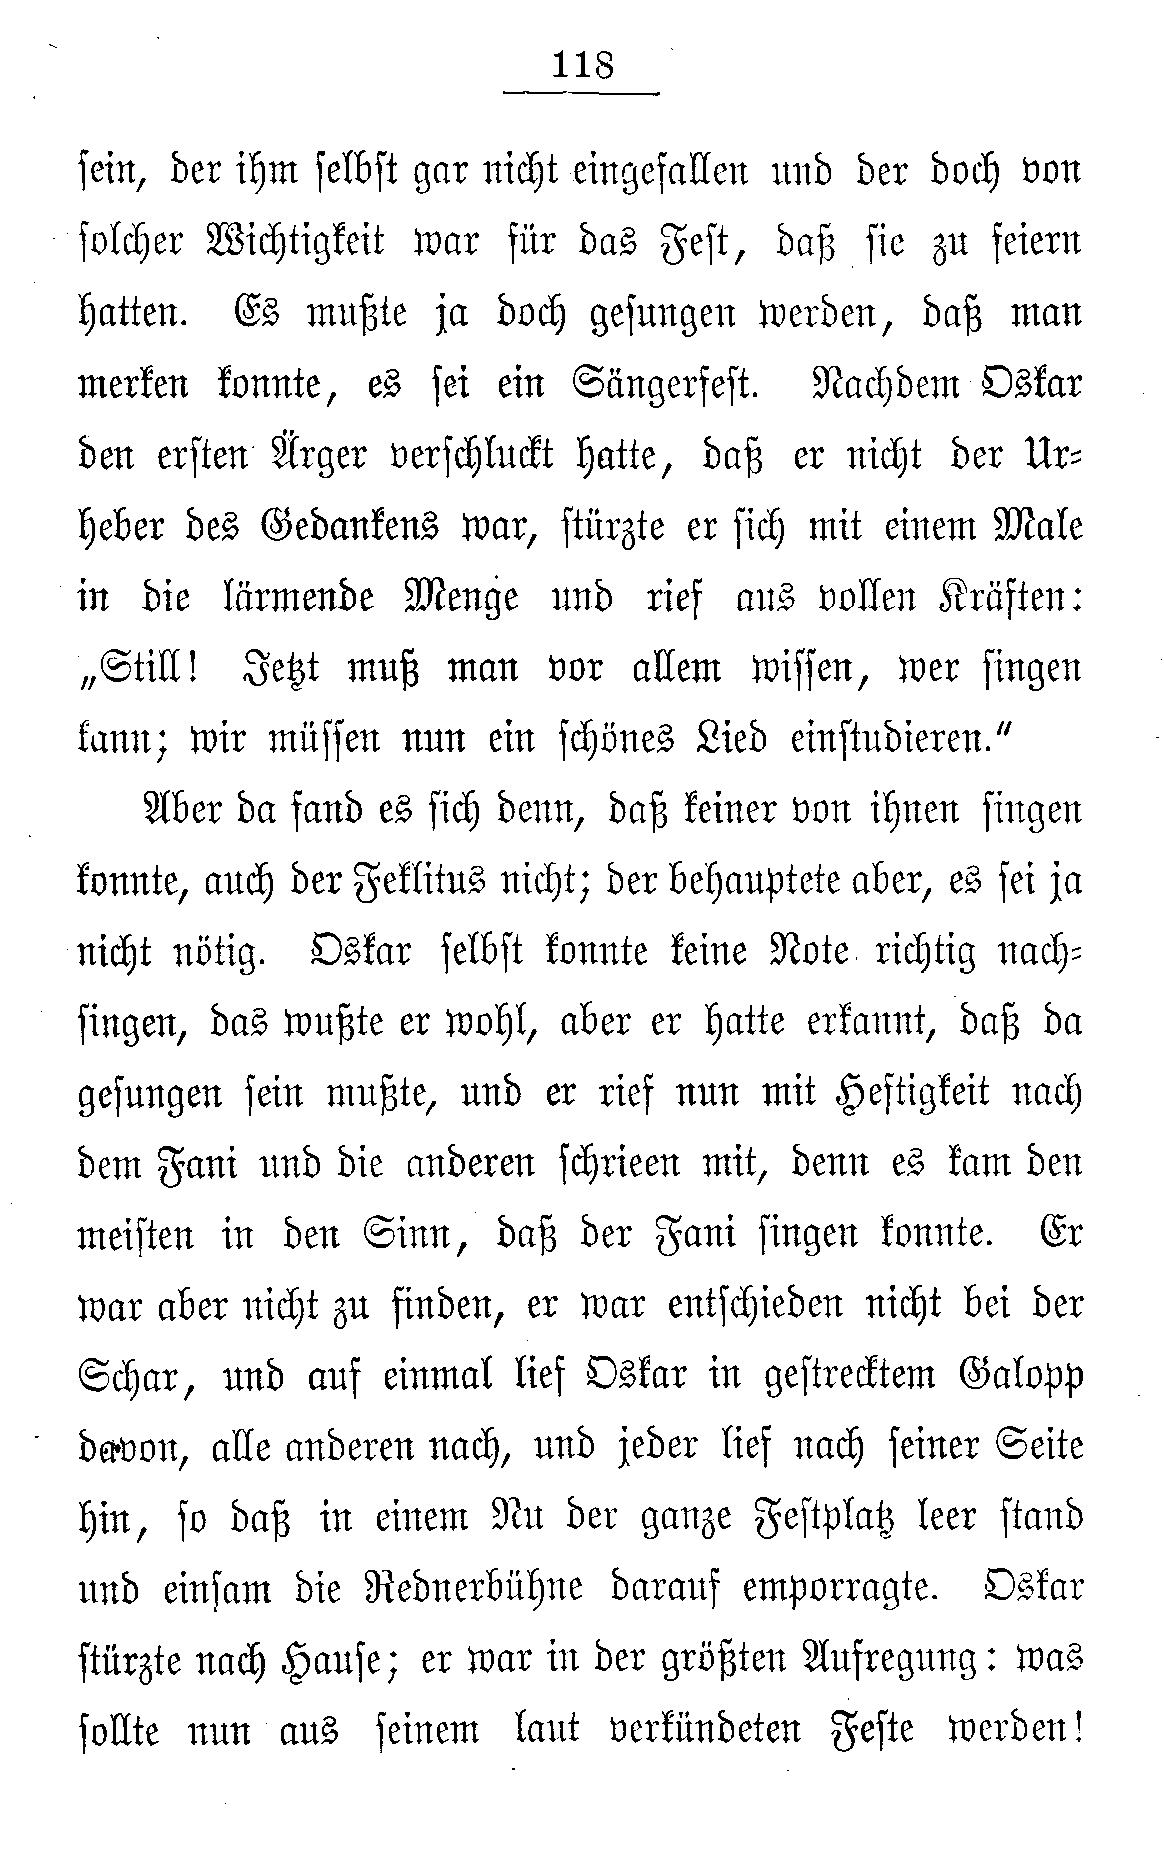 118
sein, der ihm selbst gar nicht eingefallen und der doch von
solcher Wichtigkeit war für das Fest, daß sie zu feiern
hatten. Es mußte ja doch gesungen werden, daß man
merken konnte, es sei ein Sängerfest. Nachdem Oskar
den ersten Ärger verschluckt hatte, daß er nicht der Ur-
heber des Gedankens war, stürzte er sich mit einem Male
in die lärmende Menge und rief aus vollen Kräften:
„Still! Jetzt muß man vor allem wissen, wer singen
kann; wir müssen nun ein schönes Lied einstudieren."
Aber da fand es sich denn, daß keiner von ihnen singen
konnte, auch der Feklitus nicht; der behauptete aber, es sei ja
nicht nötig. Oskar selbst konnte keine Note richtig nach-
singen, das wußte er wohl, aber er hatte erkannt, daß da
gesungen sein mußte, und er rief nun mit Heftigkeit nach
dem Fani und die anderen schrieen mit, denn es kam den
meisten in den Sinn, daß der Fani singen konnte. Er
war aber nicht zu finden, er war entschieden nicht bei der
Schar, und auf einmal lief Oskar in gestrecktem Galopp
davon, alle anderen nach, und jeder lief nach seiner Seite
hin, so daß in einem Nu der ganze Festplatz leer stand
und einsam die Rednerbühne darauf emporragte. Oskar
stürzte nach Hause; er war in der größten Aufregung: was
sollte nun aus seinem laut verkündeten Feste werden!